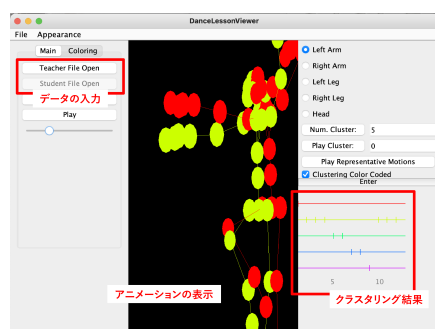 DanceLessonViewer
File Appearance
Main Coloring
Teacher File Open
Student File Open
データの入力
Play
Left Arm
Right Arm
Left Leg
Right Leg
Head
Num. Cluster: 5
Play Cluster: 0
Play Representative Motions
Clustering Color Coded
Enter
5 10
アニメーションの表示
クラスタリング結果